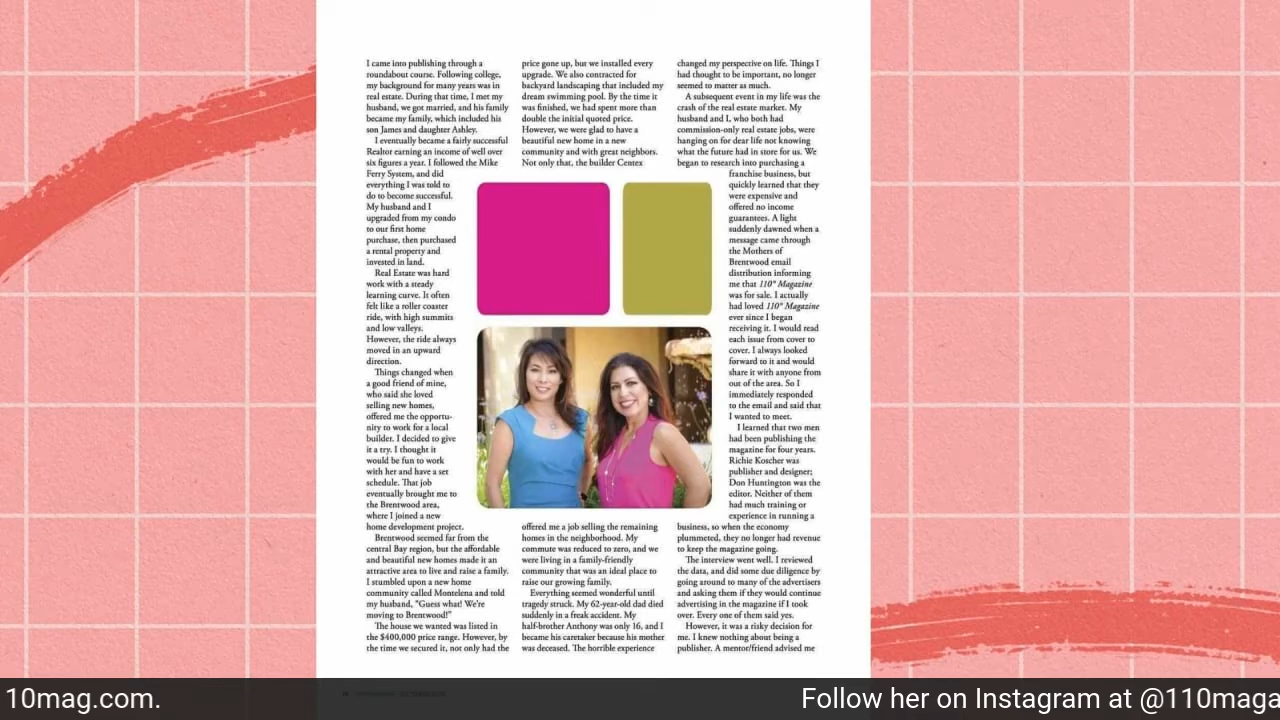 I came into publishing through a
roundabout course. Following college,
my background for many years was in
real estate. During that time, I met my
husband, we got married, and his family
became my family, which included his
son James and daughter Ashley.
I eventually became a fairly successful
Realtor earning an income of well over
six figures a year. I followed the Mike
Ferry System, and did
everything I was told to
do to become successful.
My husband and I
upgraded from my condo
to our first home
purchase, then purchased
a rental property and
invested in land.
Real Estate was hard
work with a steady
learning curve. It often
felt like a roller coaster
ride, with high summits
and low valleys.
However, the ride always
moved in an upward
direction.
Things changed when
a good friend of mine,
who said she loved
selling new homes,
offered me the opportu-
nity to work for a local
builder. I decided to give
it a try. I thought it
would be fun to work
with her and have a set
schedule. That job
eventually brought me to
the Brentwood area,
where I joined a new
home development project.
Brentwood seemed far from the
central Bay region, but the affordable
and beautiful new homes made it an
attractive area to live and raise a family.
I stumbled upon a new home
community called Montelena and told
my husband, "Guess what! We're
moving to Brentwood!"
The house we wanted was listed in
the $400,000 price range. However, by
the time we secured it, not only had the
price gone up, but we installed every
upgrade. We also contracted for
backyard landscaping that included my
dream swimming pool. By the time it
was finished, we had spent more than
double the initial quoted price.
However, we were glad to have a
beautiful new home in a new
community and with great neighbors.
Not only that, the builder Centex
offered me a job selling the remaining
homes in the neighborhood. My
commute was reduced to zero, and we
were living in a family-friendly
community that was an ideal place to
raise our growing family.
Everything seemed wonderful until
tragedy struck. My 62-year-old dad died
suddenly in a freak accident. My
half-brother Anthony was only 16, and I
became his caretaker because his mother
was deceased. The horrible experience
changed my perspective on life. Things I
had thought to be important, no longer
seemed to matter as much.
A subsequent event in my life was the
crash of the real estate market. My
husband and I, who both had
commission-only real estate jobs, were
hanging on for dear life not knowing
what the future had in store for us. We
began to research into purchasing a
franchise business, but
quickly learned that they
were expensive and
offered no income
guarantees. A light
suddenly dawned when a
message came through
the Mothers of
Brentwood email
distribution informing
me that 110° Magazine
was for sale. I actually
had loved 110° Magazine
ever since I began
receiving it. I would read
each issue from cover to
cover. I always looked
forward to it and would
share it with anyone from
out of the area. So I
immediately responded
to the email and said that
I wanted to meet.
I learned that two men
had been publishing the
magazine for four years.
Richie Koscher was
publisher and designer;
Don Huntington was the
editor. Neither of them
had much training or
experience in running a
business, so when the economy
plummeted, they no longer had revenue
to keep the magazine going.
The interview went well. I reviewed
the data, and did some due diligence by
going around to many of the advertisers
and asking them if they would continue
advertising in the magazine if I took
over. Every one of them said yes.
However, it was a risky decision for
me. I knew nothing about being a
publisher. A mentor/friend advised me
10mag.com.
Follow her on Instagram at @110maga